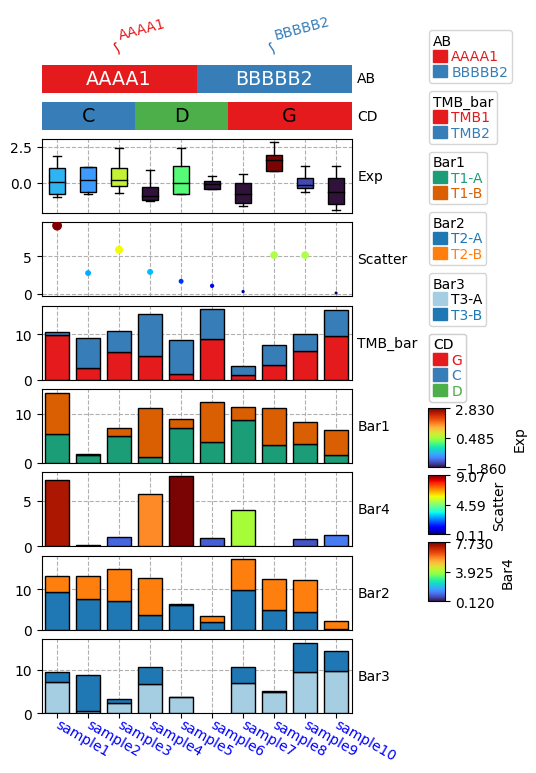 AAAA1
BBBBB2
AAAA1 BBBBB2 AB
C D G CD
2.5
0.0
Exp
5
0
Scatter
10
0
TMB_bar
10
0
Bar1
5
0
Bar4
10
0
Bar2
10
0
Bar3
sample1 sample2 sample3 sample4 sample5 sample6 sample7 sample8 sample9 sample10
AB
AAAA1
BBBBB2
TMB_bar
TMB1
TMB2
Bar1
T1-A
T1-B
Bar2
T2-A
T2-B
Bar3
T3-A
T3-B
CD
G
C
D
2.830
0.485
−1.860
Exp
9.07
4.59
0.11
Scatter
7.730
3.925
0.120
Bar4